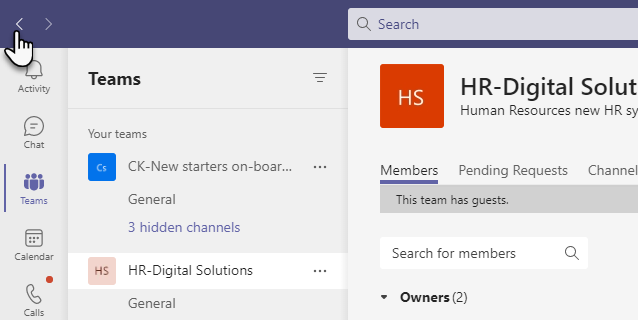 Search
Activity
Chat
Teams
Calendar
Calls
Teams
Your teams
Cs
CK-New starters on-boar...
General
3 hidden channels
HS
HR-Digital Solutions
General
HS
HR-Digital Solut
Human Resources new HR sy
Members
Pending Requests
Channel
This team has guests.
Search for members
Owners (2)